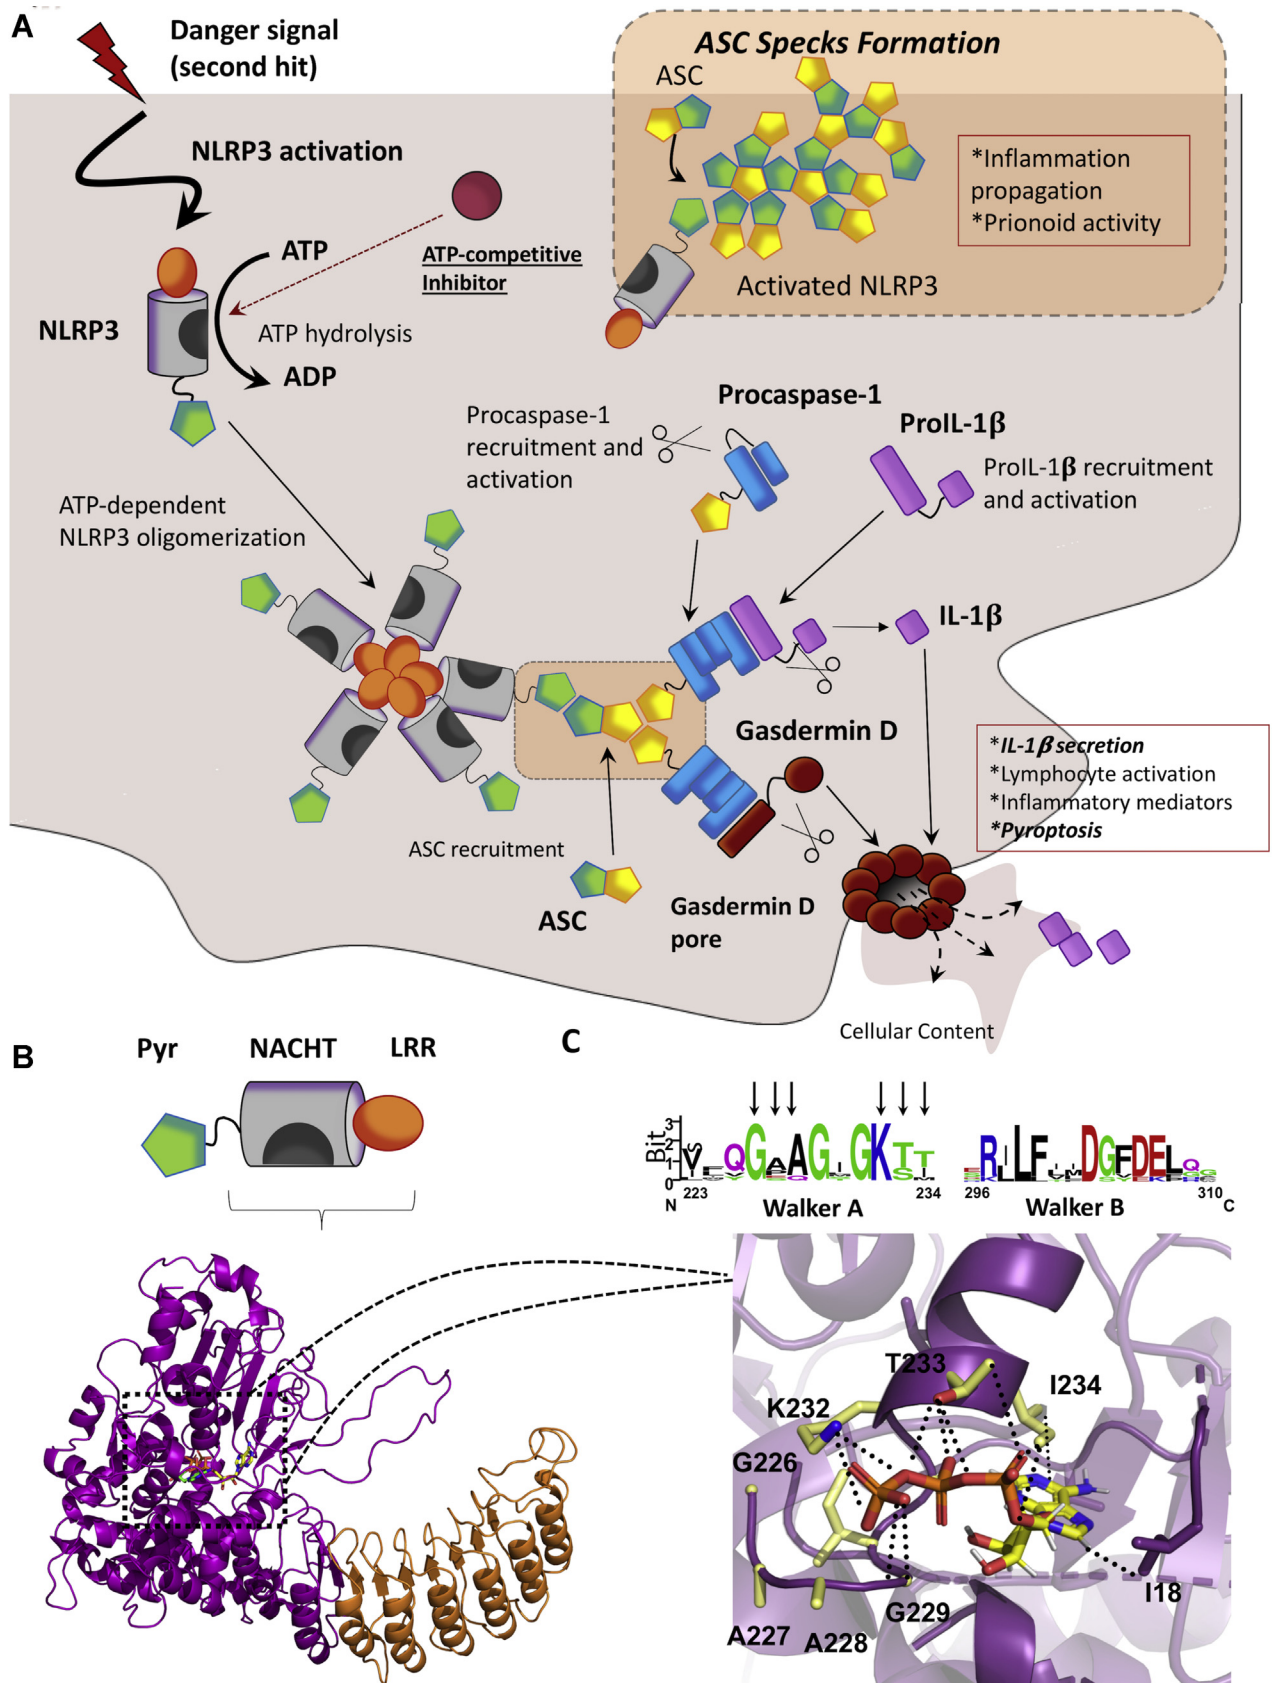 A
Danger signal
(second hit)
ASC Specks Formation
ASC
NLRP3 activation
*Inflammation
propagation
*Prionoid activity
ATP
ATP-competitive
Inhibitor
Activated NLRP3
NLRP3
ATP hydrolysis
ADP
Procaspase-1
Procaspase-1
recruitment and
activation
ProIL-1β
ProIL-1β recruitment
and activation
ATP-dependent
NLRP3 oligomerization
IL-1β
Gasdermin D
*IL-1β secretion
*Lymphocyte activation
*Inflammatory mediators
*Pyroptosis
ASC recruitment
ASC
Gasdermin D
pore
Cellular Content
B
Pyr
NACHT
LRR
C
Bit
3
2
1
0
N
223
234
Walker A
296
310
C
Walker B
T233
I234
K232
G226
I18
G229
A227
A228